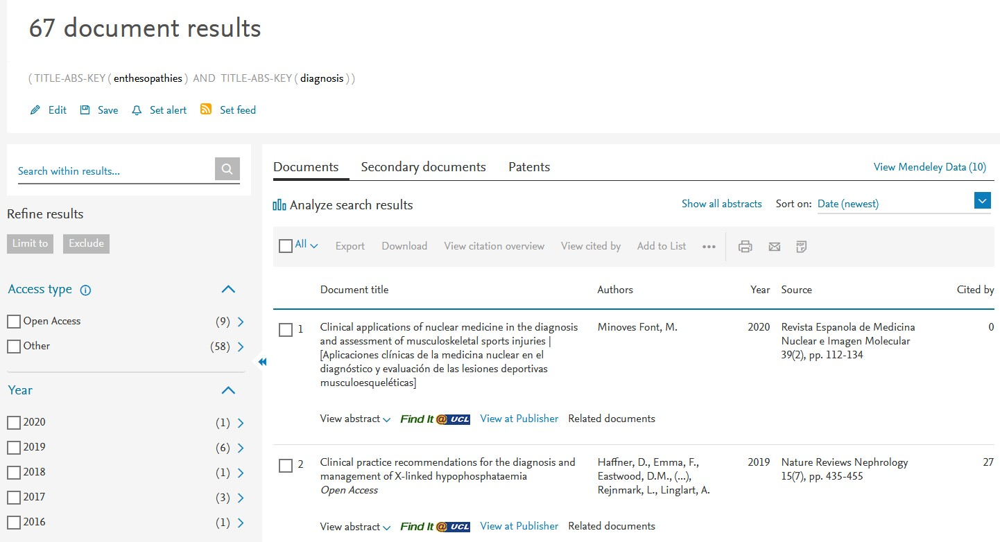 67 document results
( TITLE-ABS-KEY ( enthesopathies ) AND TITLE-ABS-KEY ( diagnosis ) )
Edit Save Set alert Set feed
Search within results...
Refine results
Limit to Exclude
Access type
Open Access (9)
Other (58)
Year
2020 (1)
2019 (6)
2018 (1)
2017 (3)
2016 (1)
Documents Secondary documents Patents View Mendeley Data (10)
Analyze search results Show all abstracts Sort on: Date (newest)
All Export Download View citation overview View cited by Add to List •••
Document title Authors Year Source Cited by
1 Clinical applications of nuclear medicine in the diagnosis Minoves Font, M. 2020 Revista Espanola de Medicina 0
and assessment of musculoskeletal sports injuries | Nuclear e Imagen Molecular
[Aplicaciones clínicas de la medicina nuclear en el 39(2), pp. 112-134
diagnóstico y evaluación de las lesiones deportivas
musculoesqueléticas]
View abstract Find It @ UCL View at Publisher Related documents
2 Clinical practice recommendations for the diagnosis and Haffner, D., Emma, F., 2019 Nature Reviews Nephrology 27
management of X-linked hypophosphataemia Eastwood, D.M., (...), 15(7), pp. 435-455
Open Access Rejnmark, L., Linglart, A.
View abstract Find It @ UCL View at Publisher Related documents